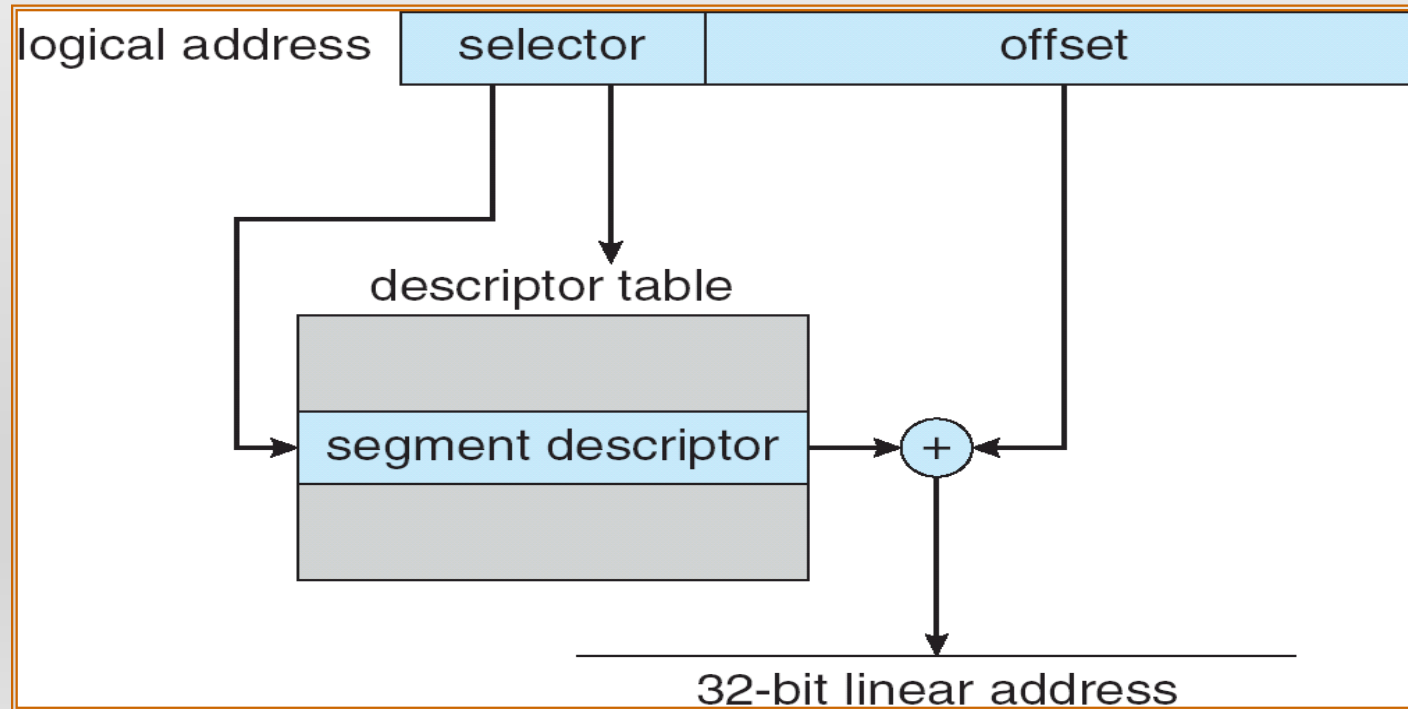 logical address selector offset
descriptor table
segment descriptor +
32-bit linear address